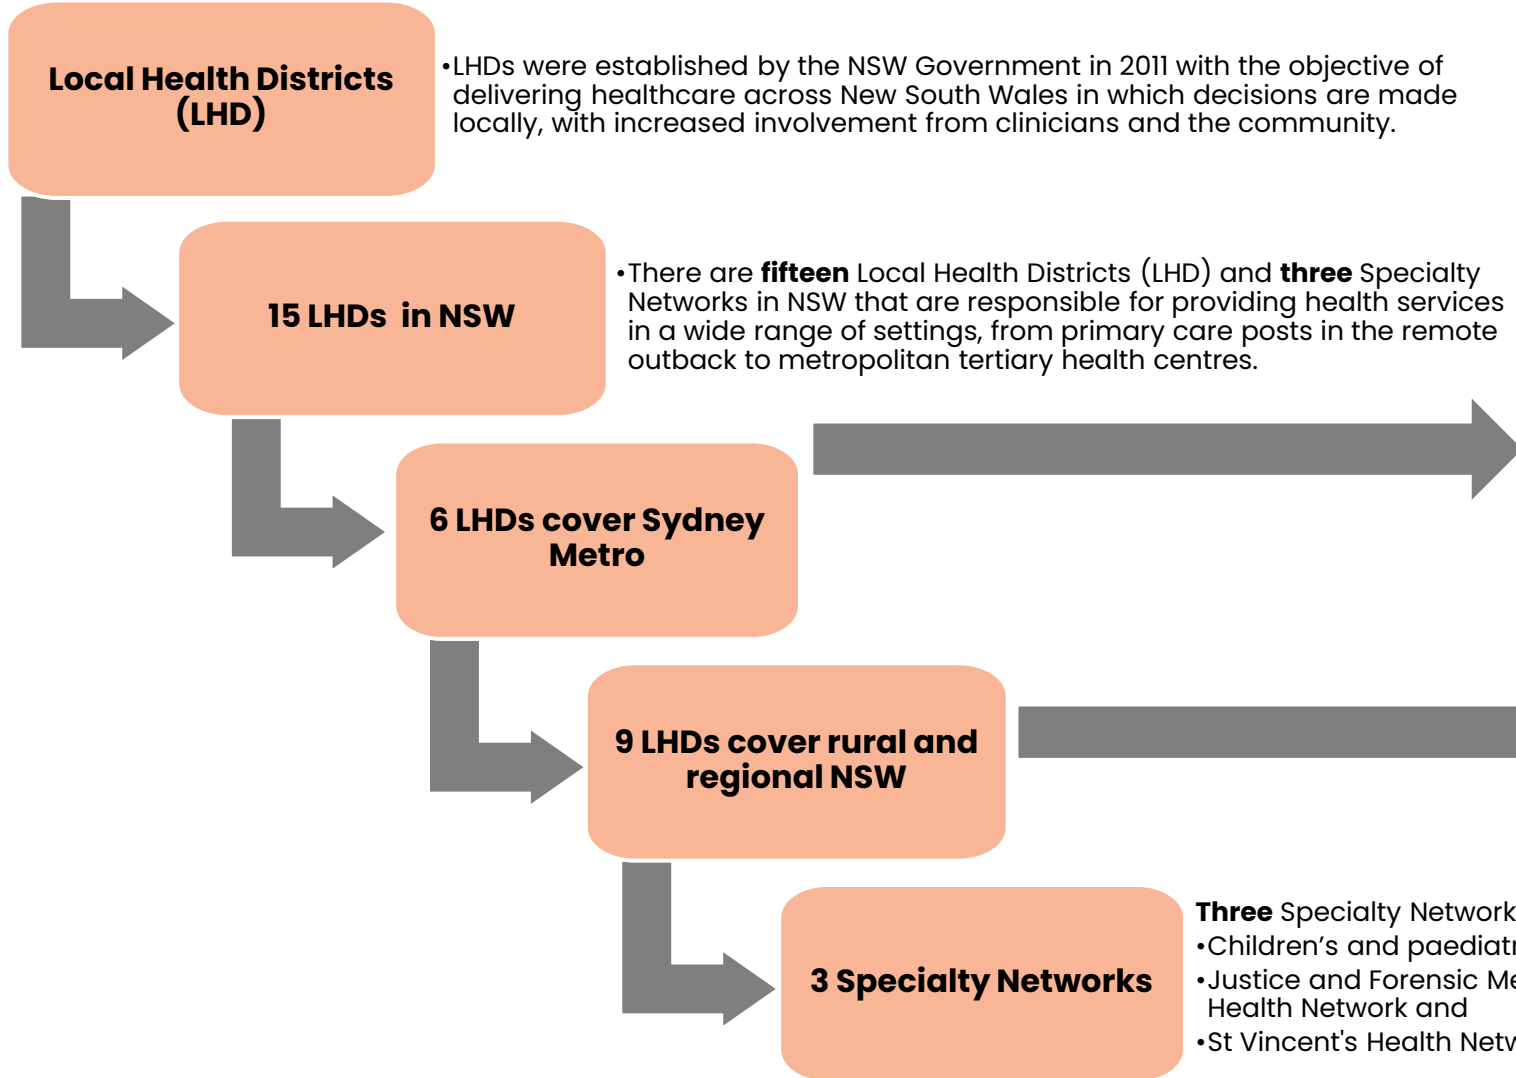 Local Health Districts
(LHD)
•LHDs were established by the NSW Government in 2011 with the objective of
delivering healthcare across New South Wales in which decisions are made
locally, with increased involvement from clinicians and the community.
15 LHDs in NSW
•There are fifteen Local Health Districts (LHD) and three Specialty
Networks in NSW that are responsible for providing health services
in a wide range of settings, from primary care posts in the remote
outback to metropolitan tertiary health centres.
6 LHDs cover Sydney
Metro
9 LHDs cover rural and
regional NSW
3 Specialty Networks
Three Specialty Network
•Children's and
•Justice and Forensic
Health Network and
•St Vincent's Health